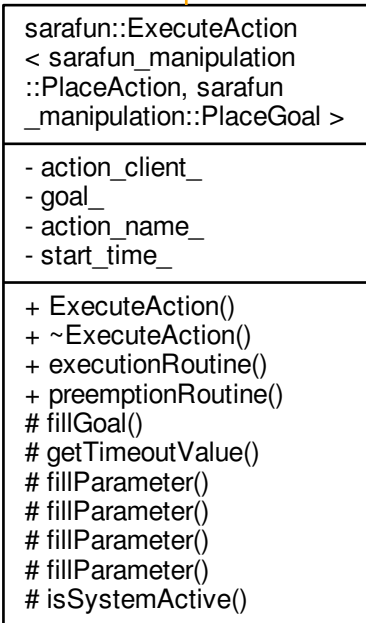 sarafun::ExecuteAction
< sarafun_manipulation
::PlaceAction, sarafun
_manipulation::PlaceGoal >
- action_client_
- goal_
- action_name_
- start_time_
+ ExecuteAction()
+ ~ExecuteAction()
+ executionRoutine()
+ preemptionRoutine()
# fillGoal()
# getTimeoutValue()
# fillParameter()
# fillParameter()
# fillParameter()
# fillParameter()
# isSystemActive()